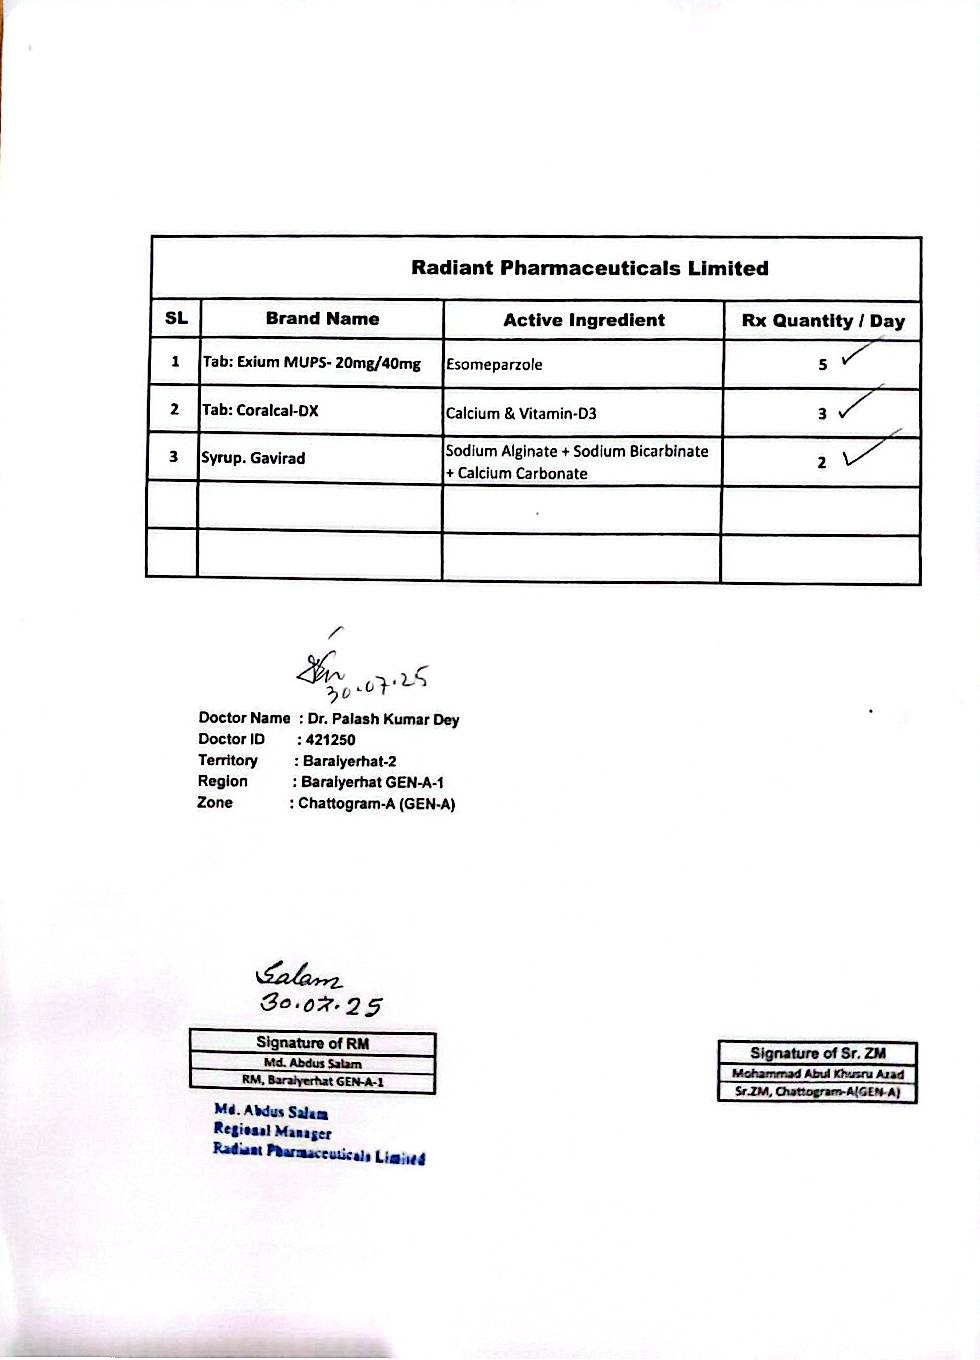 Radiant Pharmaceuticals Limited
SL Brand Name Active Ingredient Rx Quantity / Day
1 Tab: Exium MUPS- 20mg/40mg Esomeparzole 5
2 Tab: Coralcal-DX Calcium & Vitamin-D3 3
3 Syrup. Gavirad Sodium Alginate + Sodium Bicarbinate + Calcium Carbonate 2
30.07.25
Doctor Name : Dr. Palash Kumar Dey
Doctor ID : 421250
Territory : Baraiyerhat-2
Region : Baraiyerhat GEN-A-1
Zone : Chattogram-A (GEN-A)
Salam
30.07.25
Signature of RM
Md. Abdus Salam
RM, Baraiyerhat GEN-A-1
Md. Abdus Salam
Regional Manager
Radiant Pharmaceuticals Limited
Signature of Sr. ZM
Mohammad Abul Khusru Azad
Sr.ZM, Chattogram-A(GEN-A)